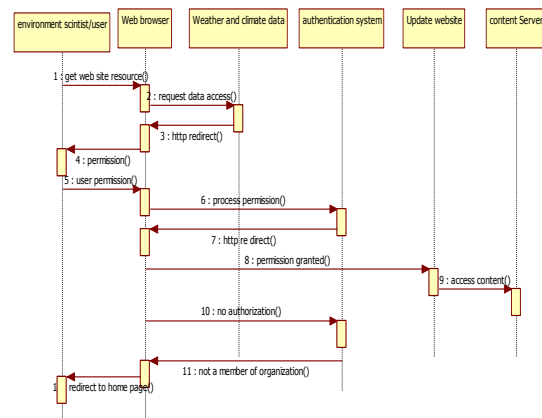 environment scintist/user
Web browser
Weather and climate data
authentication system
Update website
content Server
1 : get web site resource()
2 : request data access()
3 : http redirect()
4 : permission()
5 : user permission()
6 : process permission()
7 : http re direct()
8 : permission granted()
9 : access content()
10 : no authorization()
11 : not a member of organization()
1 redirect to home page()